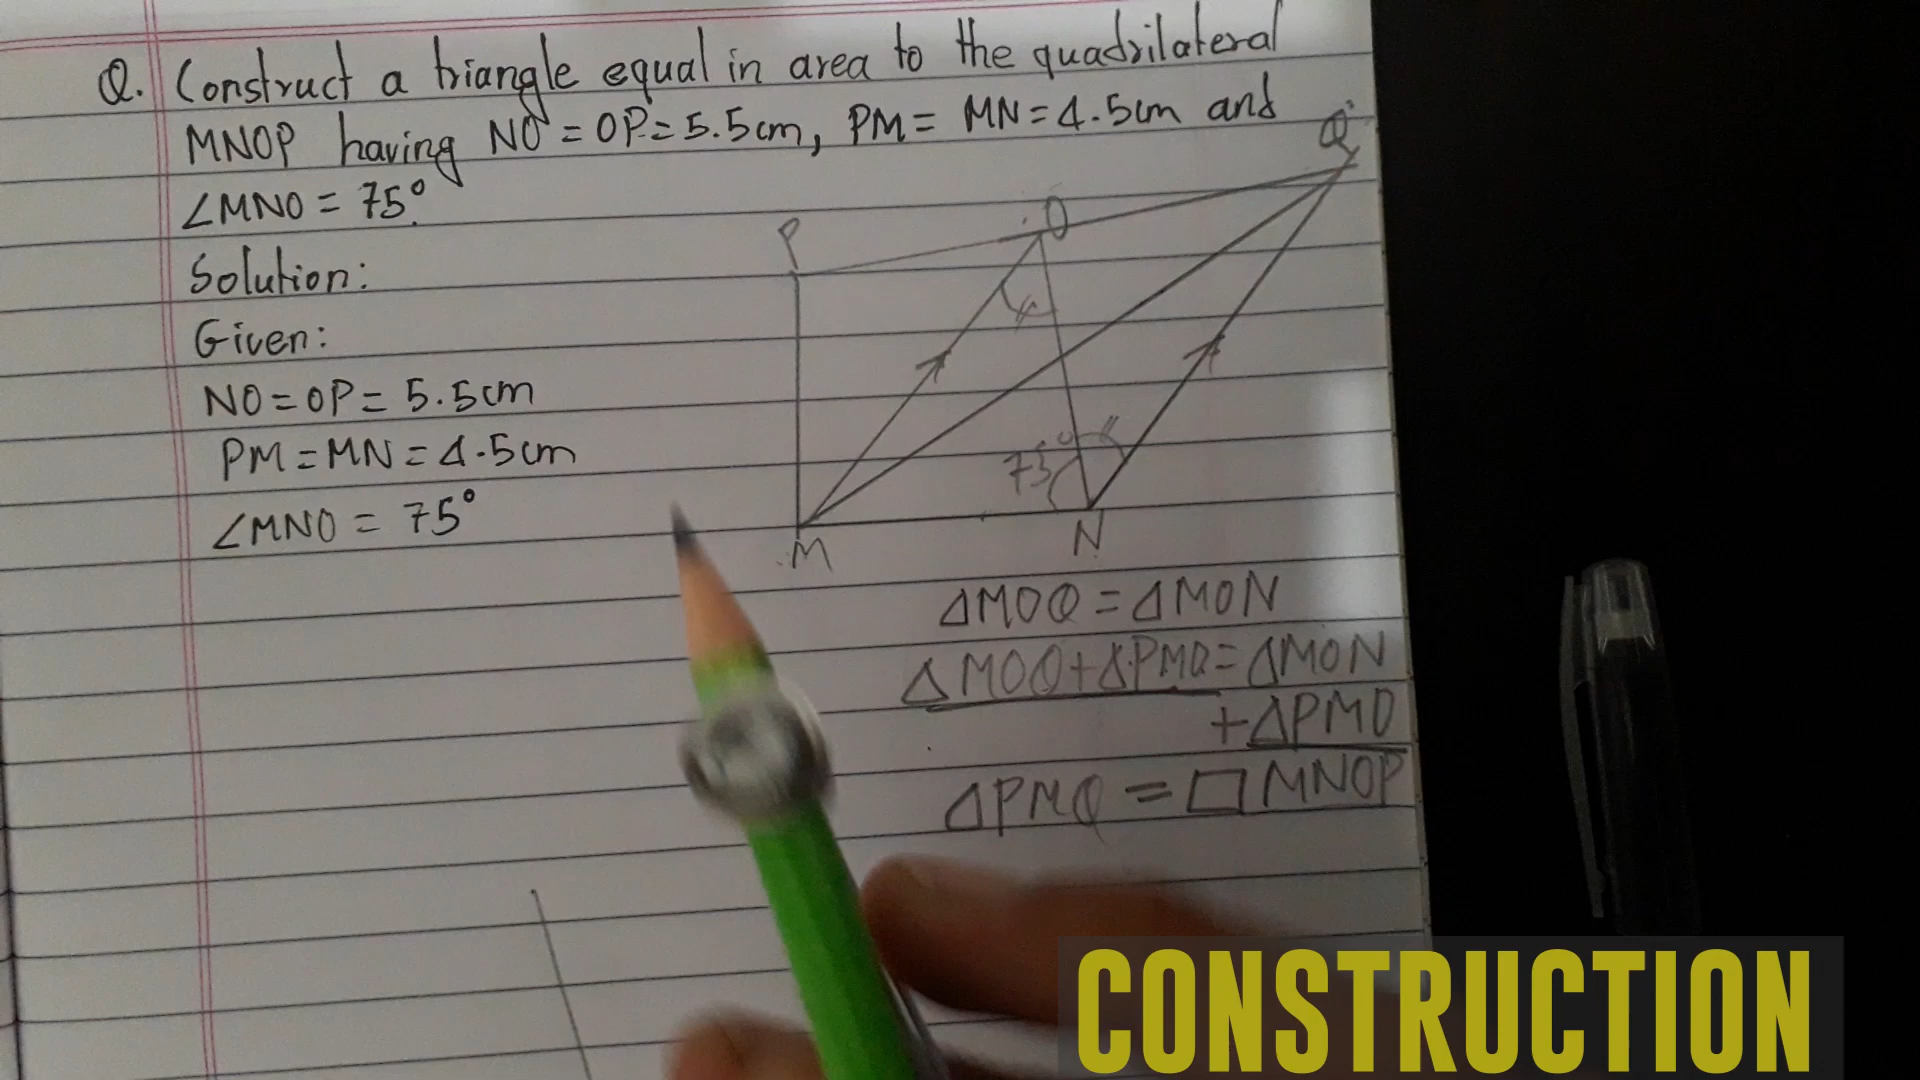 Q. Construct a triangle equal in area to the quadrilateral
MNOP having NO = OP = 5.5cm, PM = MN = 4.5cm and
∠MNO = 75°.
Solution:
Given:
NO = OP = 5.5cm
PM = MN = 4.5cm
∠MNO = 75°
Q
P
O
75°
M
N
ΔMOQ = ΔMON
ΔMOQ + ΔPMO = ΔMON
+ ΔPMO
ΔPMQ = □ MNOP
CONSTRUCTION